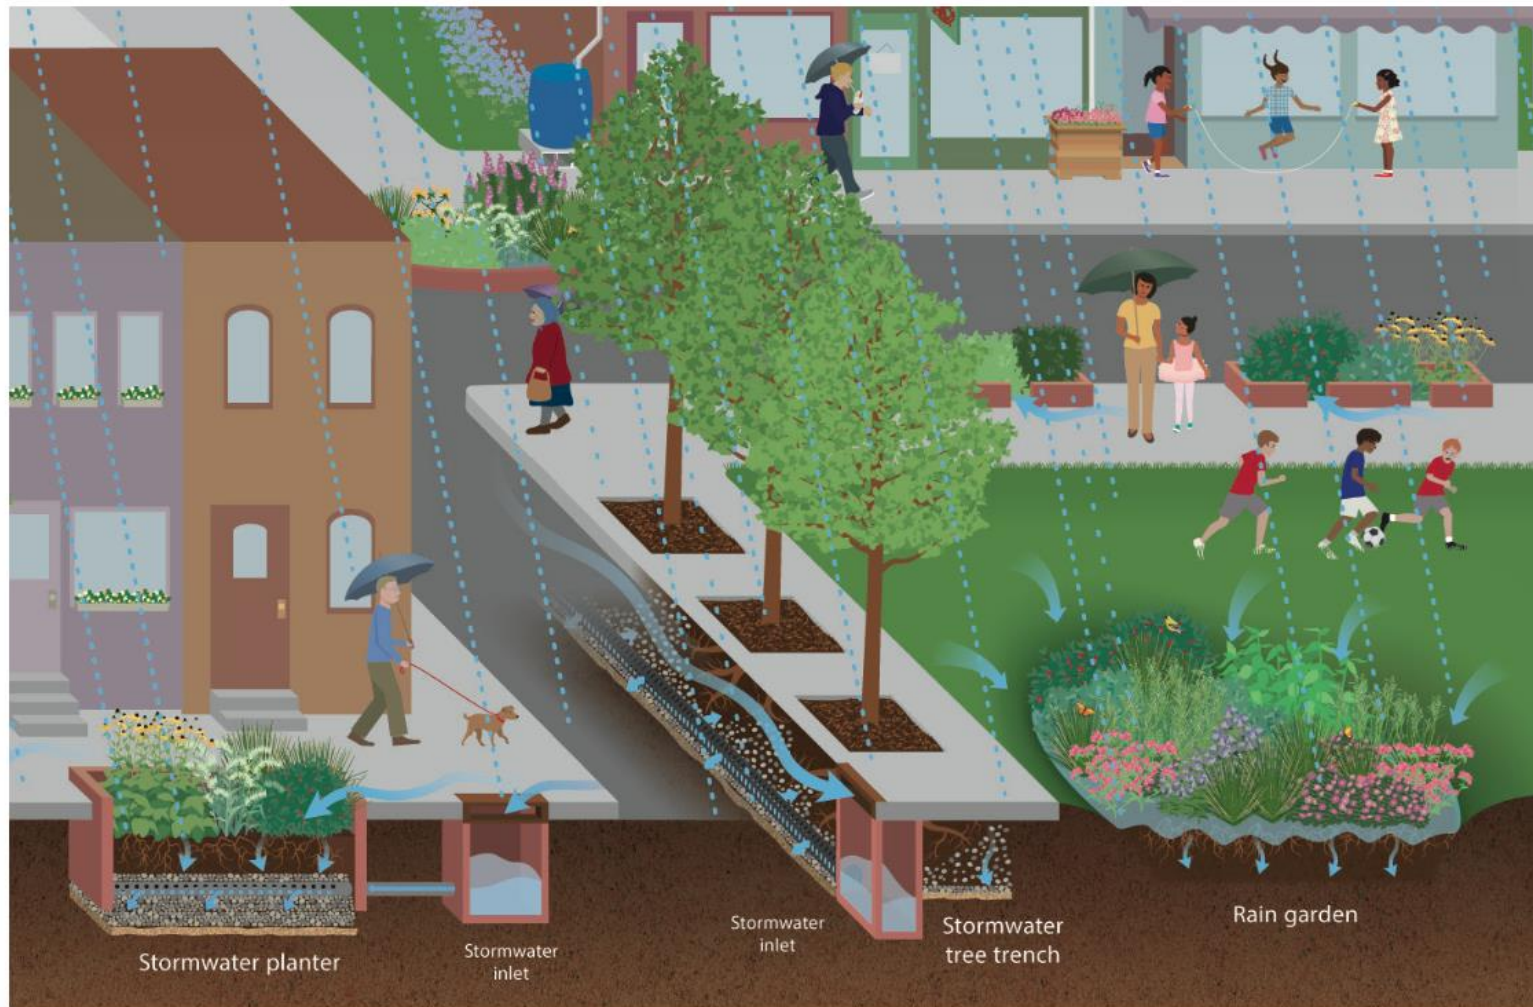 Stormwater planter
Stormwater
inlet
Stormwater
inlet
Stormwater
tree trench
Rain garden